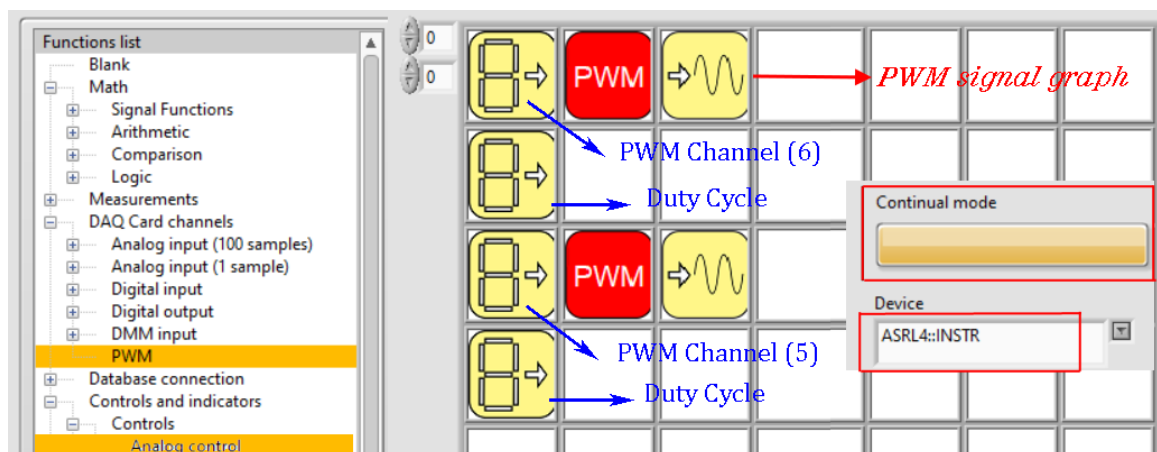 Functions list
Blank
Math
Signal Functions
Arithmetic
Comparison
Logic
Measurements
DAQ Card channels
Analog input (100 samples)
Analog input (1 sample)
Digital input
Digital output
DMM input
PWM
Database connection
Controls and indicators
Controls
Analog control
0
0
PWM
PWM signal graph
PWM Channel (6)
Duty Cycle
PWM
PWM Channel (5)
Duty Cycle
Continual mode
Device
ASRL4::INSTR